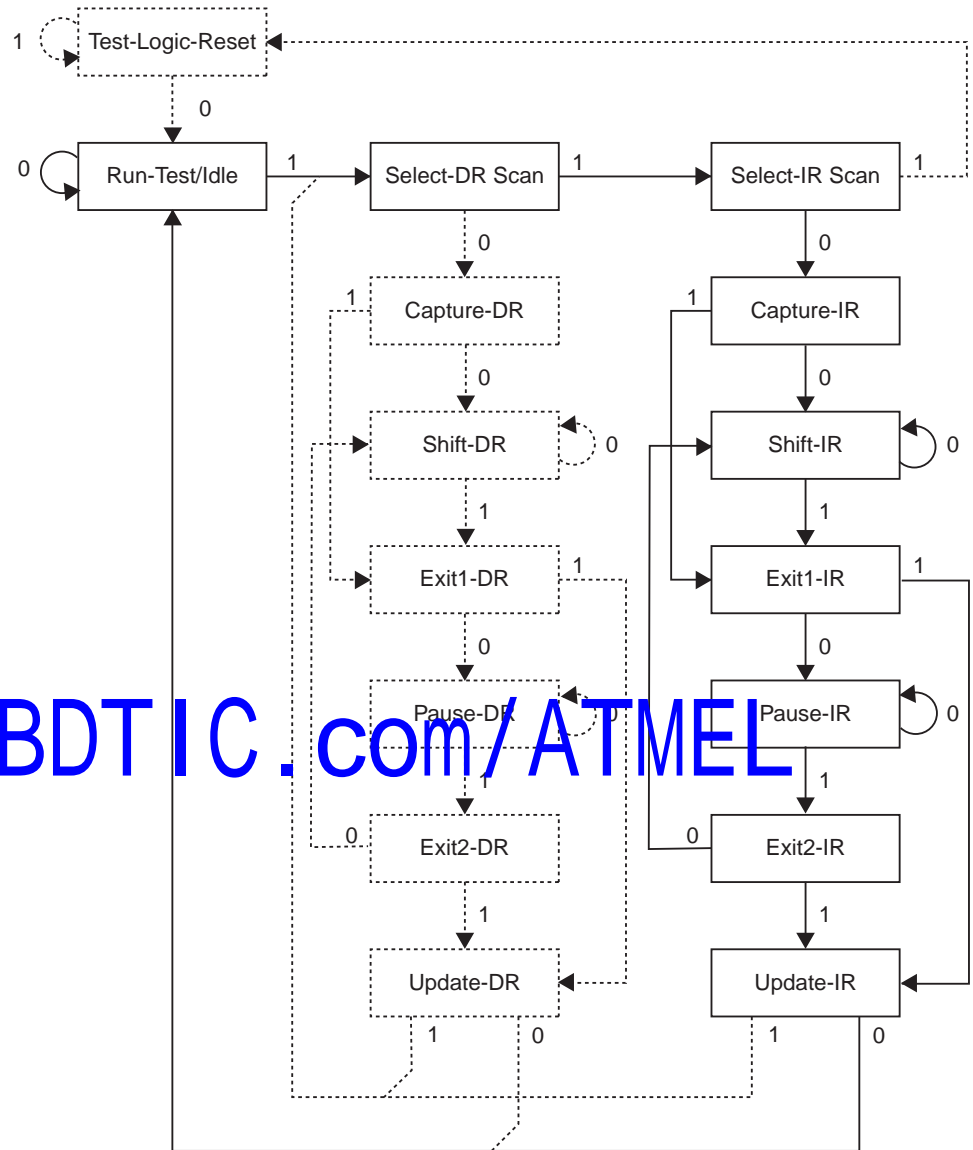 Test-Logic-Reset
1
0
Run-Test/Idle
0
1
Select-DR Scan
1
Select-IR Scan
1
0
0
Capture-DR
1
Capture-IR
1
0
0
Shift-DR
0
Shift-IR
0
1
1
Exit1-DR
1
Exit1-IR
1
0
0
Pause-DR
0
Pause-IR
0
BDTIC.com/ATMEL
1
1
Exit2-DR
0
Exit2-IR
0
1
1
Update-DR
Update-IR
1
0
1
0